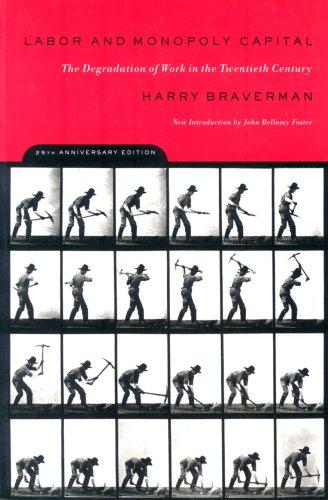 LABOR AND MONOPOLY CAPITAL
The Degradation of Work in the Twentieth Century
HARRY BRAVERMAN
New Introduction by John Bellamy Foster
25TH ANNIVERSARY EDITION